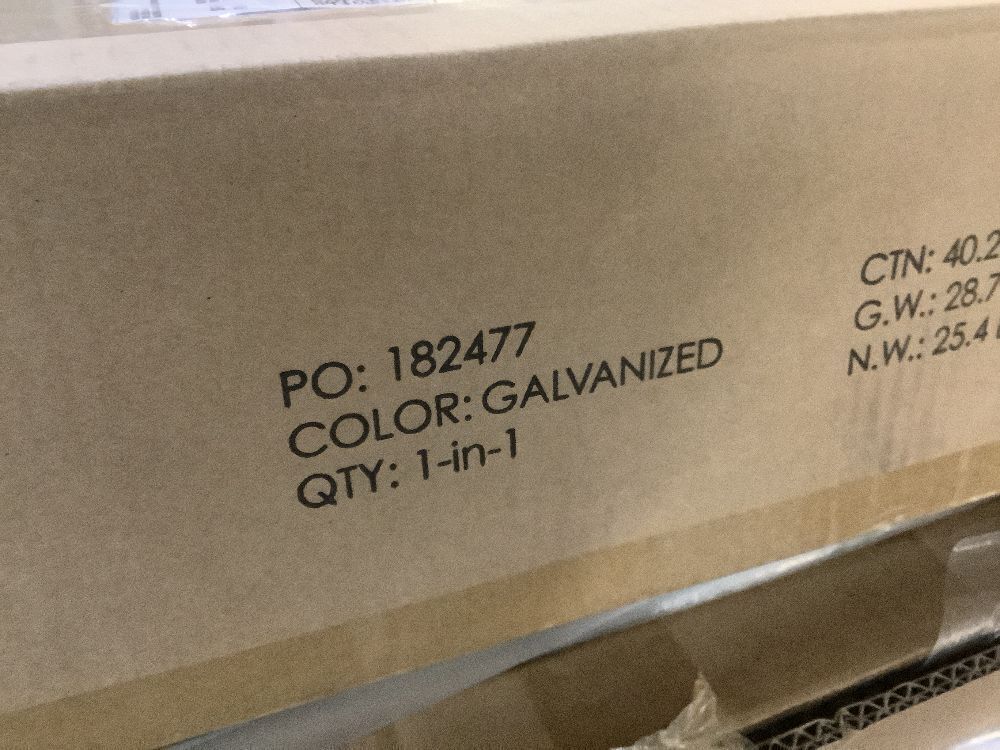 PO: 182477
COLOR: GALVANIZED
QTY: 1-in-1
CTN: 40.2
G.W.: 28.7
N.W.: 25.4